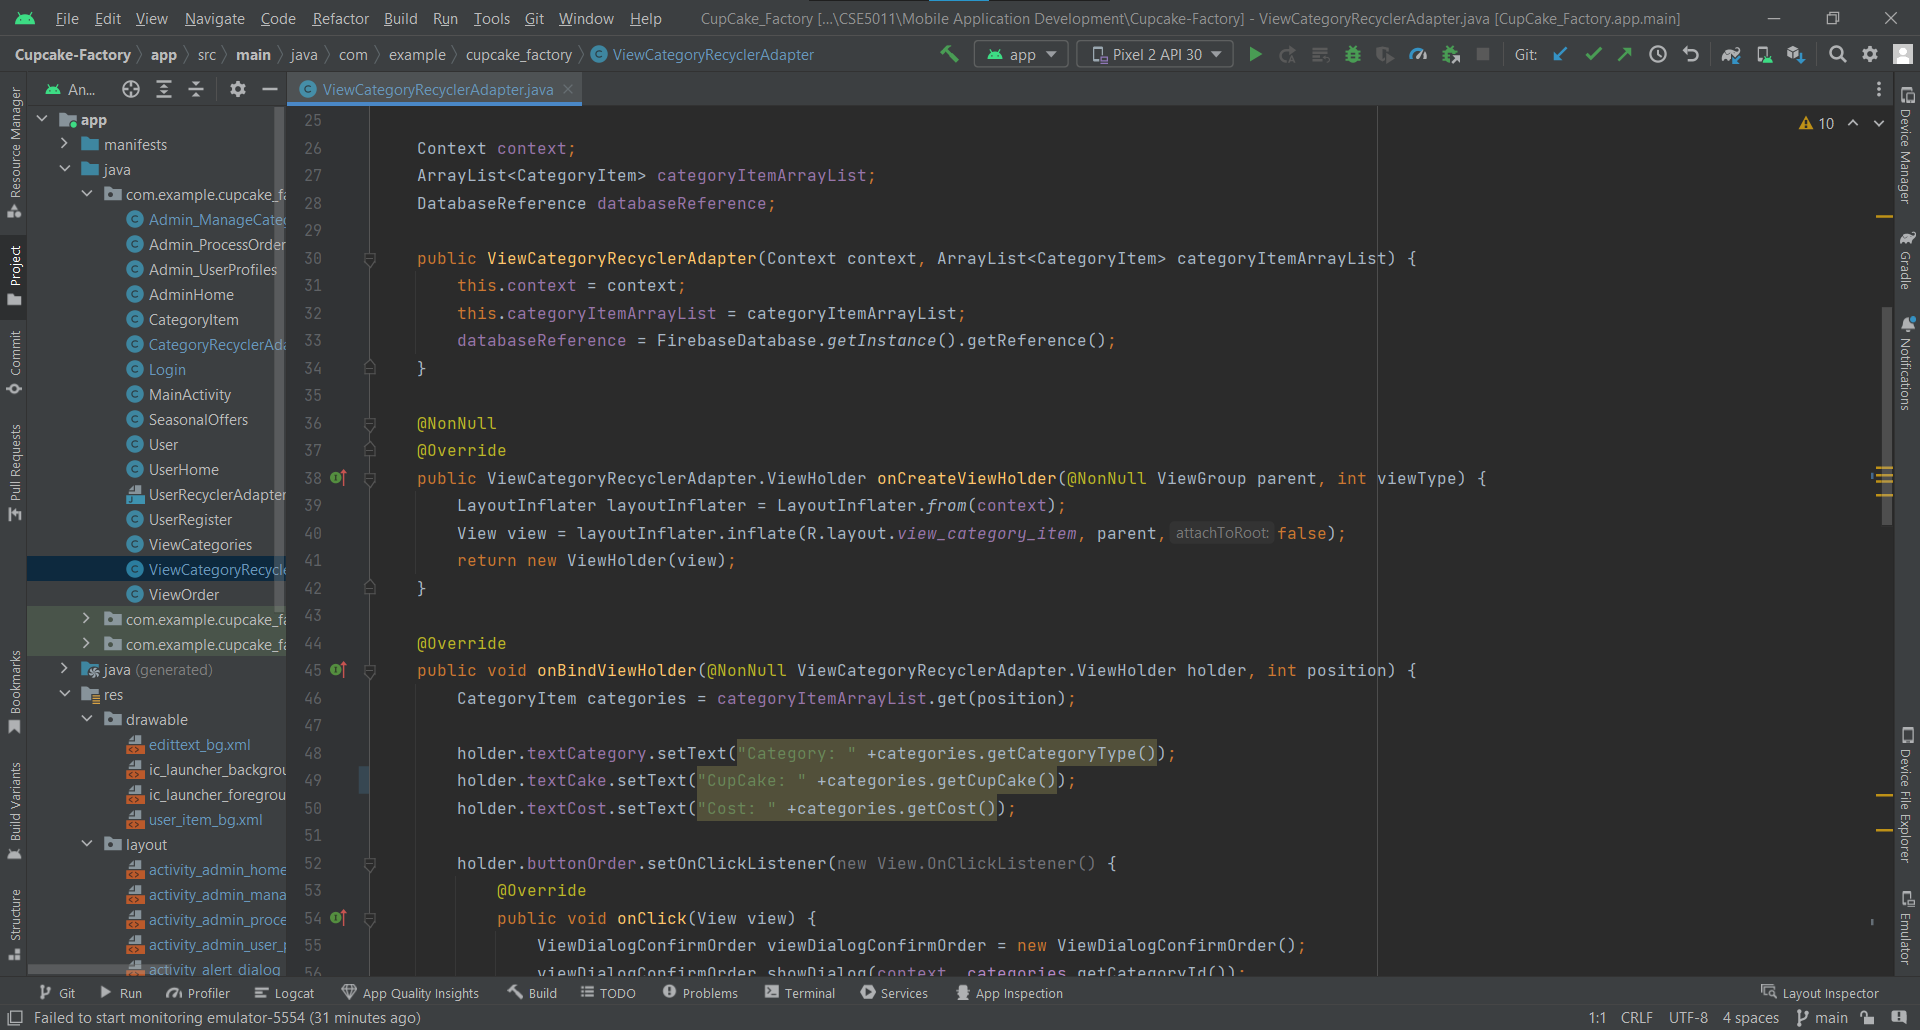 File Edit View Navigate Code Refactor Build Run Tools Git Window Help CupCake_Factory [...\CSE5011\Mobile Application Development\Cupcake-Factory] - ViewCategoryRecyclerAdapter.java [CupCake_Factory.app.main]
Cupcake-Factory app src main java com example cupcake_factory ViewCategoryRecyclerAdapter app Pixel 2 API 30 Git:
An... ViewCategoryRecyclerAdapter.java
Resource Manager
Project
Commit
Pull Requests
Bookmarks
Build Variants
Structure
app
manifests
java
com.example.cupcake_fa
Admin_ManageCateg
Admin_ProcessOrder
Admin_UserProfiles
AdminHome
CategoryItem
CategoryRecyclerAda
Login
MainActivity
SeasonalOffers
User
UserHome
UserRecyclerAdapter
UserRegister
ViewCategories
ViewCategoryRecycle
ViewOrder
com.example.cupcake_fa
com.example.cupcake_fa
java (generated)
res
drawable
edittext_bg.xml
ic_launcher_backgrou
ic_launcher_foregrou
user_item_bg.xml
layout
activity_admin_home
activity_admin_mana
activity_admin_proce
activity_admin_user_p
activity_alert_dialog
10
25
26 Context context;
27 ArrayList<CategoryItem> categoryItemArrayList;
28 DatabaseReference databaseReference;
29
30 public ViewCategoryRecyclerAdapter(Context context, ArrayList<CategoryItem> categoryItemArrayList) {
31 this.context = context;
32 this.categoryItemArrayList = categoryItemArrayList;
33 databaseReference = FirebaseDatabase.getInstance().getReference();
34 }
35
36 @NonNull
37 @Override
38 public ViewCategoryRecyclerAdapter.ViewHolder onCreateViewHolder(@NonNull ViewGroup parent, int viewType) {
39 LayoutInflater layoutInflater = LayoutInflater.from(context);
40 View view = layoutInflater.inflate(R.layout.view_category_item, parent, attachToRoot: false);
41 return new ViewHolder(view);
42 }
43
44 @Override
45 public void onBindViewHolder(@NonNull ViewCategoryRecyclerAdapter.ViewHolder holder, int position) {
46 CategoryItem categories = categoryItemArrayList.get(position);
47
48 holder.textCategory.setText("Category: " +categories.getCategoryType());
49 holder.textCake.setText("CupCake: " +categories.getCupCake());
50 holder.textCost.setText("Cost: " +categories.getCost());
51
52 holder.buttonOrder.setOnClickListener(new View.OnClickListener() {
53 @Override
54 public void onClick(View view) {
55 ViewDialogConfirmOrder viewDialogConfirmOrder = new ViewDialogConfirmOrder();
56 viewDialogConfirmOrder.showDialog(context, categories.getCategoryId());
Device Manager
Gradle
Notifications
Device File Explorer
Emulator
Git Run Profiler Logcat App Quality Insights Build TODO Problems Terminal Services App Inspection Layout Inspector
Failed to start monitoring emulator-5554 (31 minutes ago) 1:1 CRLF UTF-8 4 spaces main